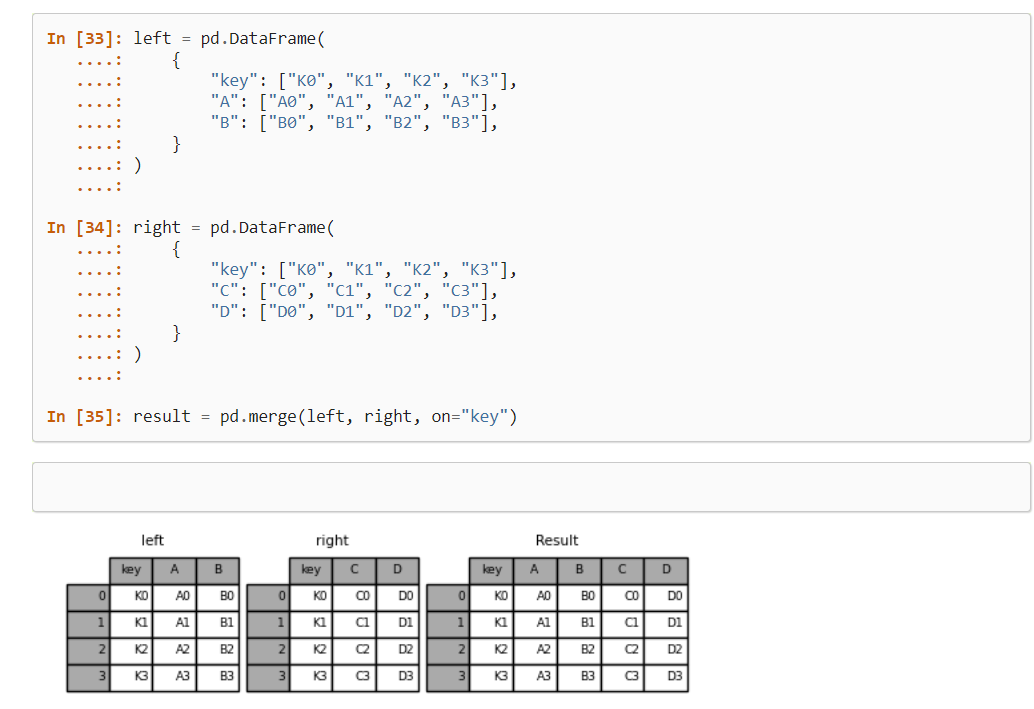 In [33]: left = pd.DataFrame(
   ....:     {
   ....:         "key": ["K0", "K1", "K2", "K3"],
   ....:         "A": ["A0", "A1", "A2", "A3"],
   ....:         "B": ["B0", "B1", "B2", "B3"],
   ....:     }
   ....: )
   ....:
In [34]: right = pd.DataFrame(
   ....:     {
   ....:         "key": ["K0", "K1", "K2", "K3"],
   ....:         "C": ["C0", "C1", "C2", "C3"],
   ....:         "D": ["D0", "D1", "D2", "D3"],
   ....:     }
   ....: )
   ....:
In [35]: result = pd.merge(left, right, on="key")
left right Result
key A B key C D key A B C D
0 K0 A0 B0 0 K0 C0 D0 0 K0 A0 B0 C0 D0
1 K1 A1 B1 1 K1 C1 D1 1 K1 A1 B1 C1 D1
2 K2 A2 B2 2 K2 C2 D2 2 K2 A2 B2 C2 D2
3 K3 A3 B3 3 K3 C3 D3 3 K3 A3 B3 C3 D3